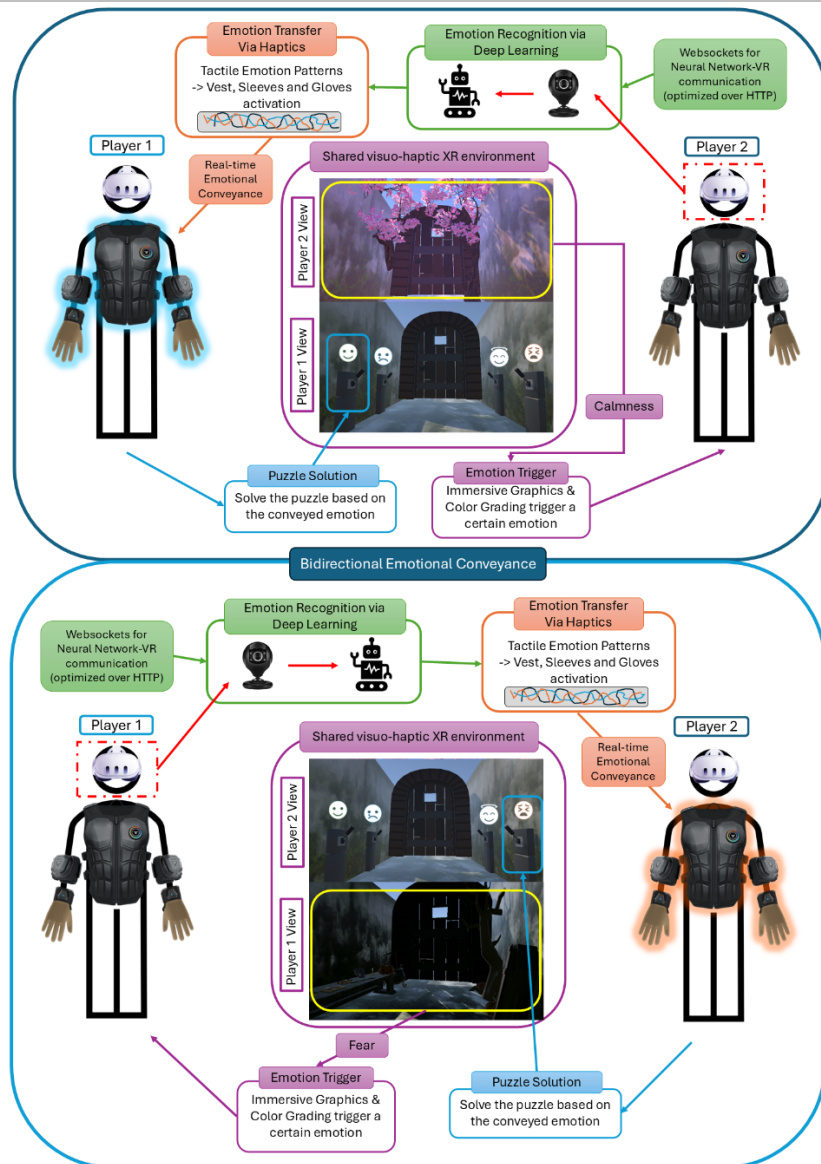 Emotion Transfer
Via Haptics
Tactile Emotion Patterns
-> Vest, Sleeves and Gloves
activation
Emotion Recognition via
Deep Learning
Websockets for
Neural Network-VR
communication
(optimized over HTTP)
Player 1
Real-time
Emotional
Conveyance
Shared visuo-haptic XR environment
Player 2
Player 2 View
Player 1 View
Calmness
Puzzle Solution
Solve the puzzle based on
the conveyed emotion
Emotion Trigger
Immersive Graphics &
Color Grading trigger a
certain emotion
Bidirectional Emotional Conveyance
Websockets for
Neural Network-VR
communication
(optimized over HTTP)
Emotion Recognition via
Deep Learning
Emotion Transfer
Via Haptics
Tactile Emotion Patterns
-> Vest, Sleeves and Gloves
activation
Player 1
Shared visuo-haptic XR environment
Player 2
Real-time
Emotional
Conveyance
Player 2 View
Player 1 View
Fear
Emotion Trigger
Immersive Graphics &
Color Grading trigger a
certain emotion
Puzzle Solution
Solve the puzzle based on
the conveyed emotion